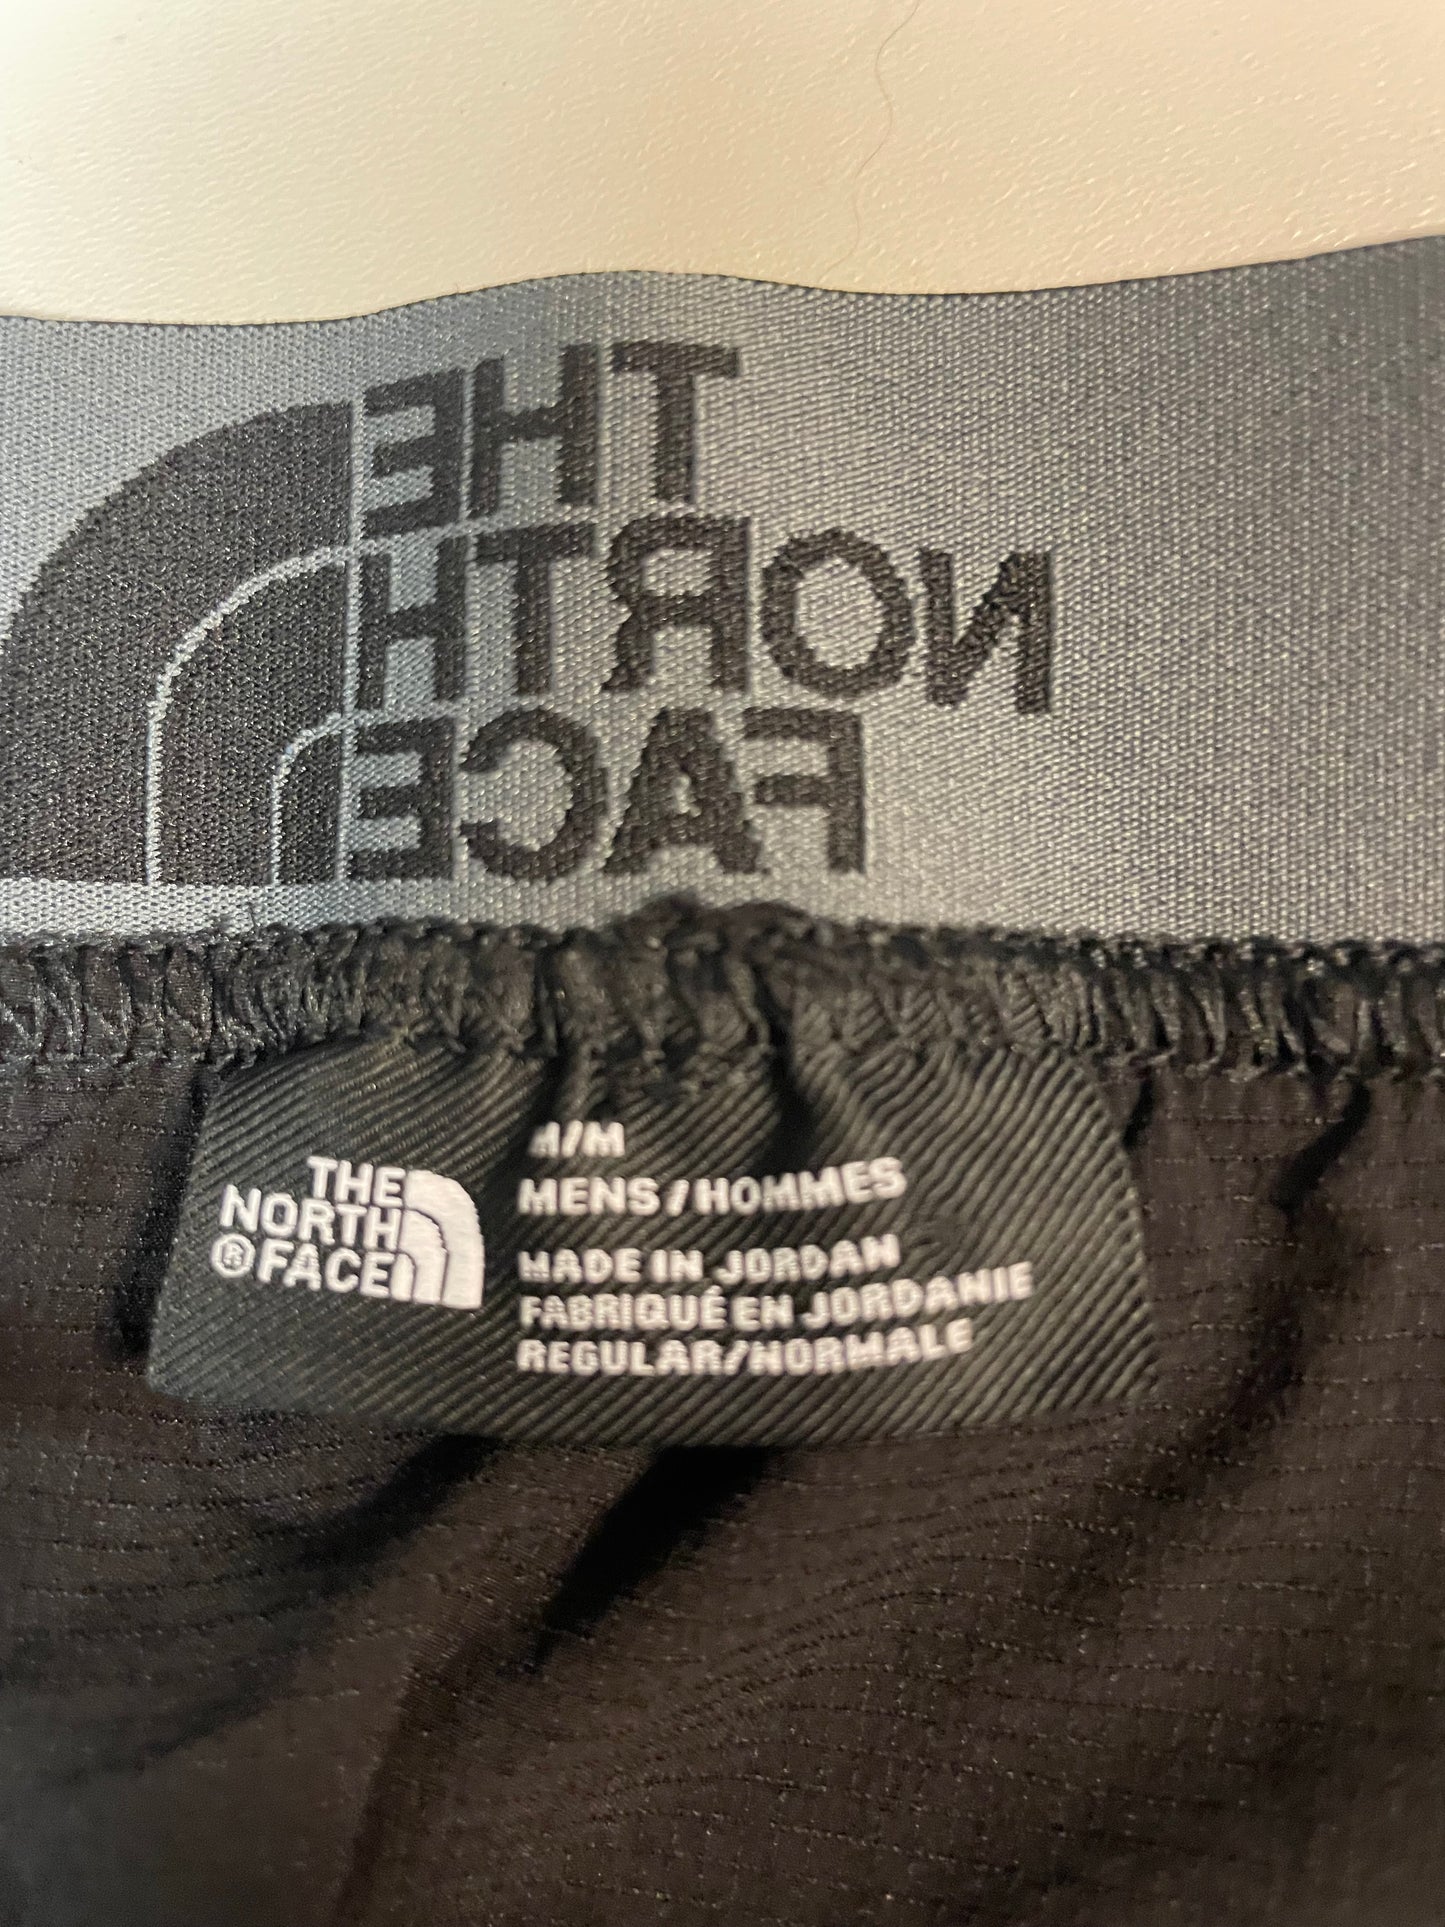 THE
NORTH
FACE
THE
NORTH
® FACE
M/M
MENS/HOMMES
MADE IN JORDAN
FABRIQUÉ EN JORDANIE
REGULAR/NORMALE